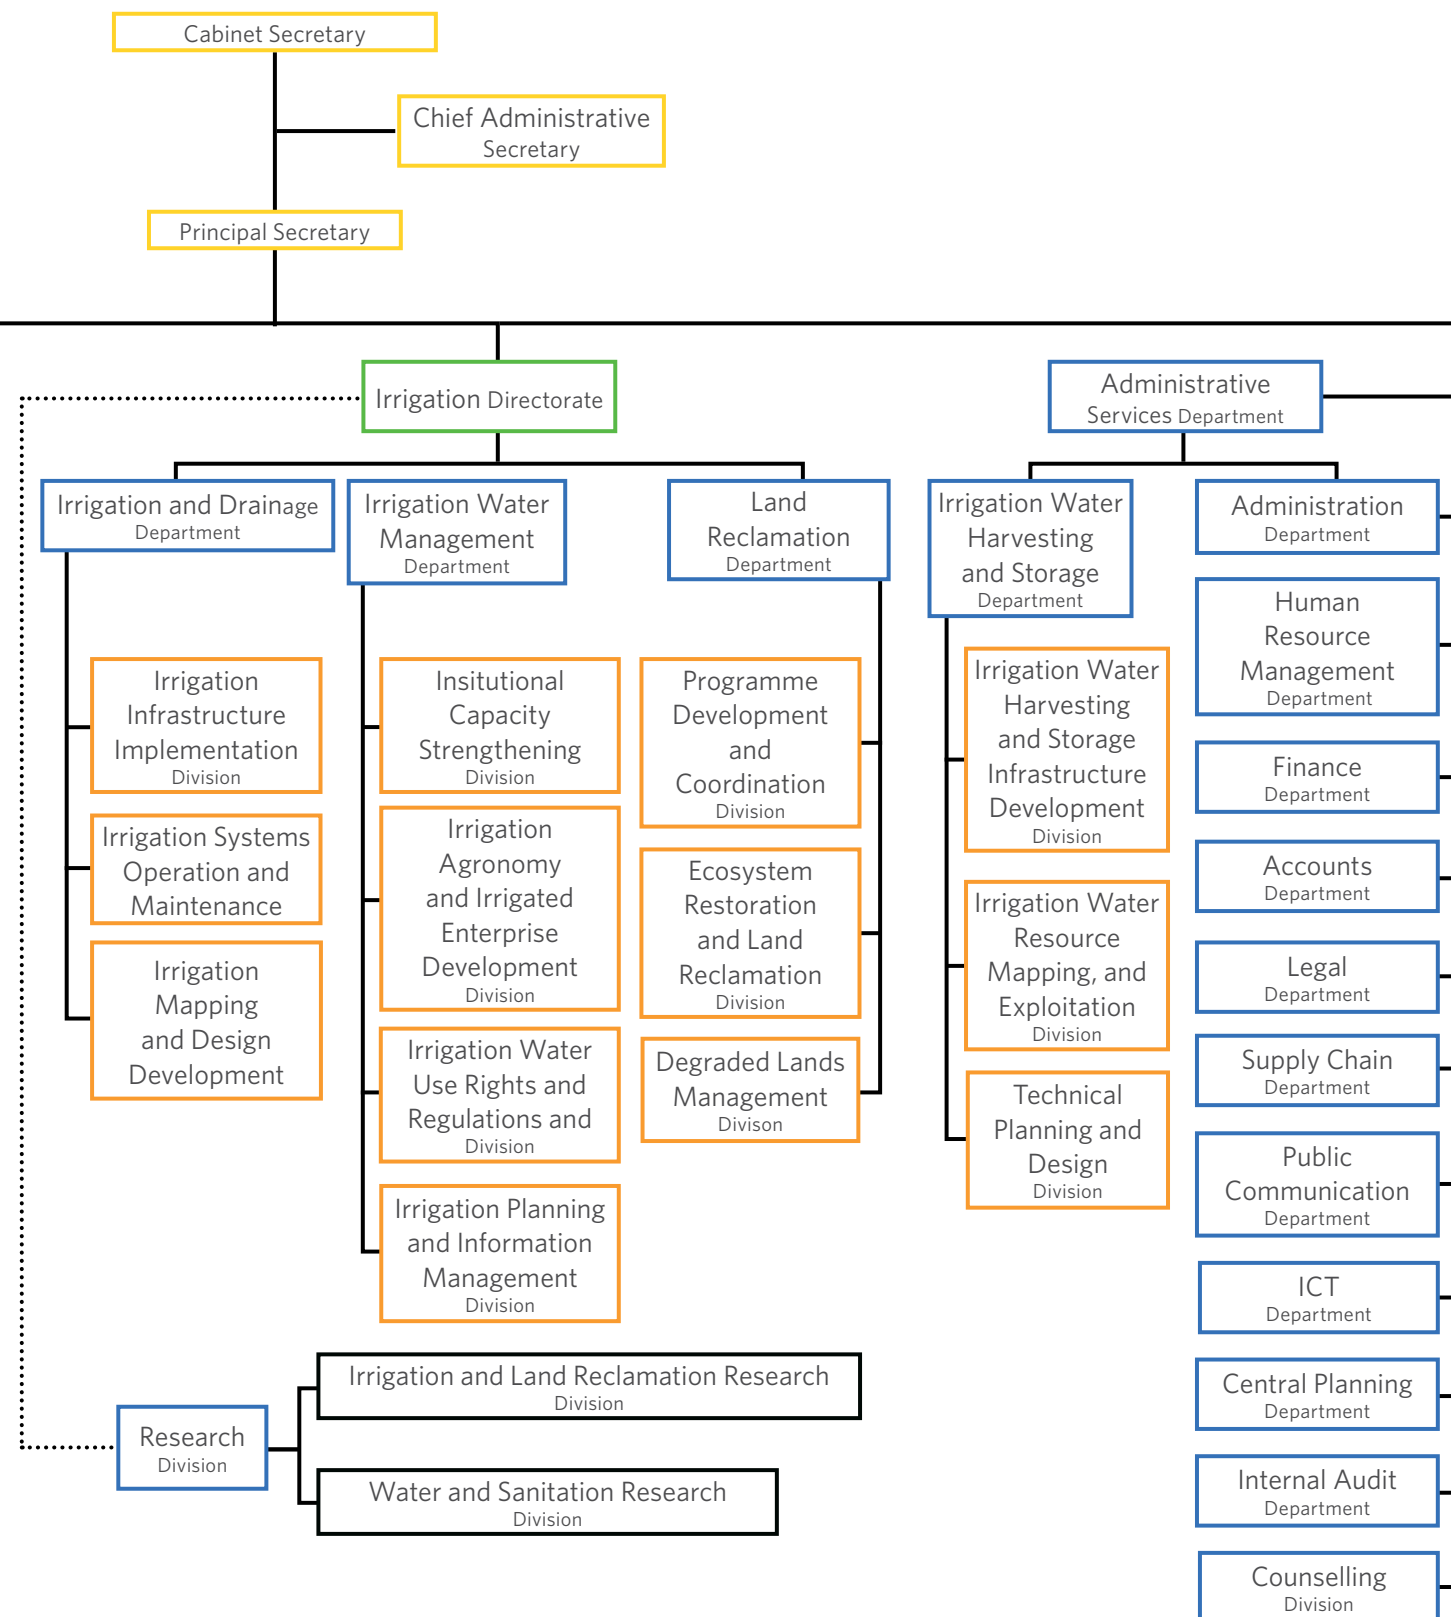 Cabinet Secretary
Chief Administrative
Secretary
Principal Secretary
Irrigation Directorate
Administrative
Services Department
Irrigation and Drainage
Department
Irrigation Water
Management
Department
Land
Reclamation
Department
Irrigation Water
Harvesting
and Storage
Department
Administration
Department
Irrigation
Infrastructure
Implementation
Division
Irrigation Systems
Operation and
Maintenance
Irrigation
Mapping
and Design
Development
Insitutional
Capacity
Strengthening
Division
Irrigation
Agronomy
and Irrigated
Enterprise
Development
Division
Irrigation Water
Use Rights and
Regulations and
Division
Irrigation Planning
and Information
Management
Division
Programme
Development
and
Coordination
Division
Ecosystem
Restoration
and Land
Reclamation
Division
Degraded Lands
Management
Divison
Irrigation Water
Harvesting
and Storage
Infrastructure
Development
Division
Irrigation Water
Resource
Mapping, and
Exploitation
Division
Technical
Planning and
Design
Division
Human
Resource
Management
Department
Finance
Department
Accounts
Department
Legal
Department
Supply Chain
Department
Public
Communication
Department
ICT
Department
Central Planning
Department
Internal Audit
Department
Counselling
Division
Research
Division
Irrigation and Land Reclamation Research
Division
Water and Sanitation Research
Division